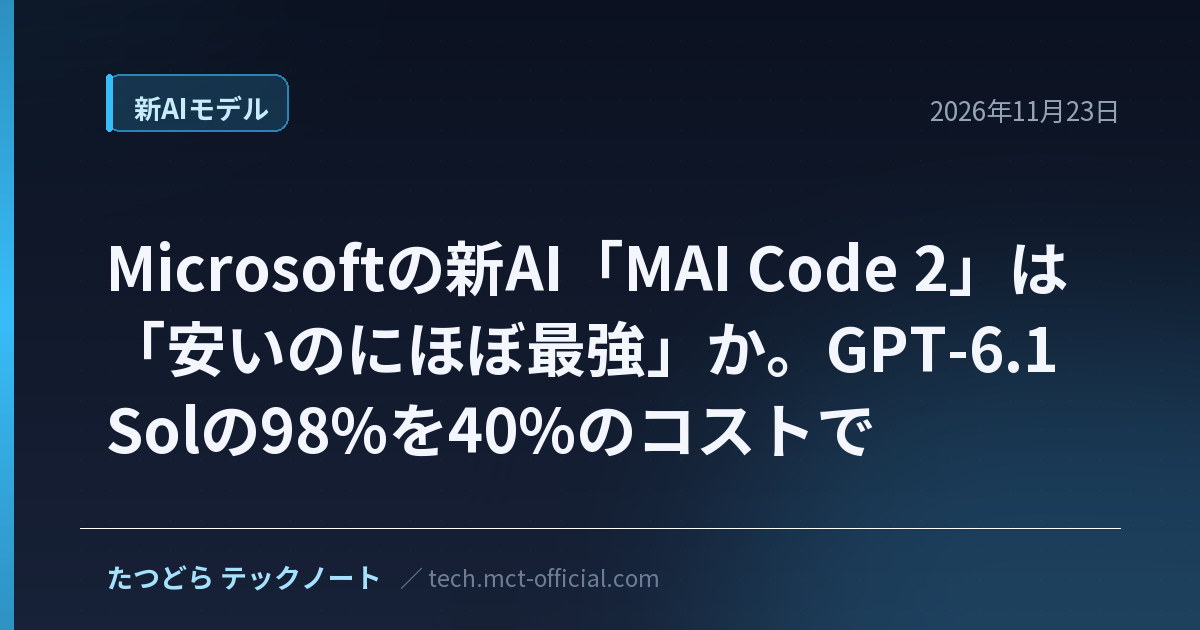 新AIモデル
2026年11月23日
Microsoftの新AI「MAI Code 2」は
「安いのにほぼ最強」か。GPT-6.1
Solの98%を40%のコストで
たつどら テックノート ／ tech.mct-official.com